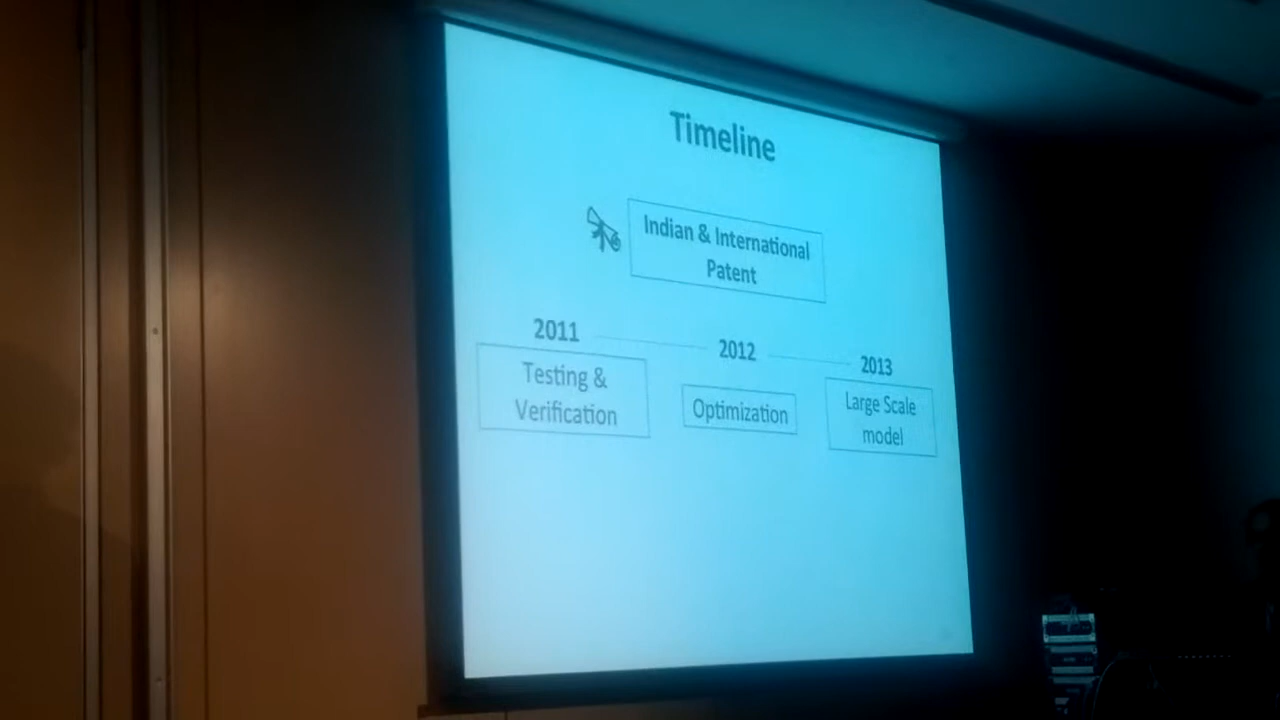 Timeline
Indian & International
Patent
2011
Testing &
Verification
2012
Optimization
2013
Large Scale
model